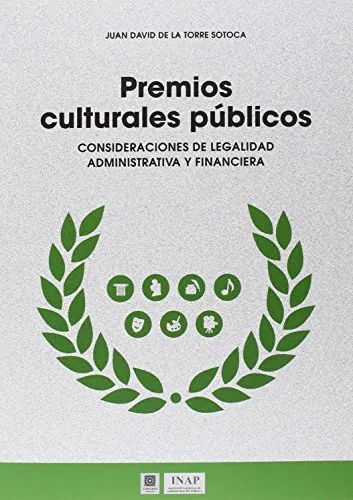 JUAN DAVID DE LA TORRE SOTOCA
Premios
culturales públicos
CONSIDERACIONES DE LEGALIDAD
ADMINISTRATIVA Y FINANCIERA
INAP